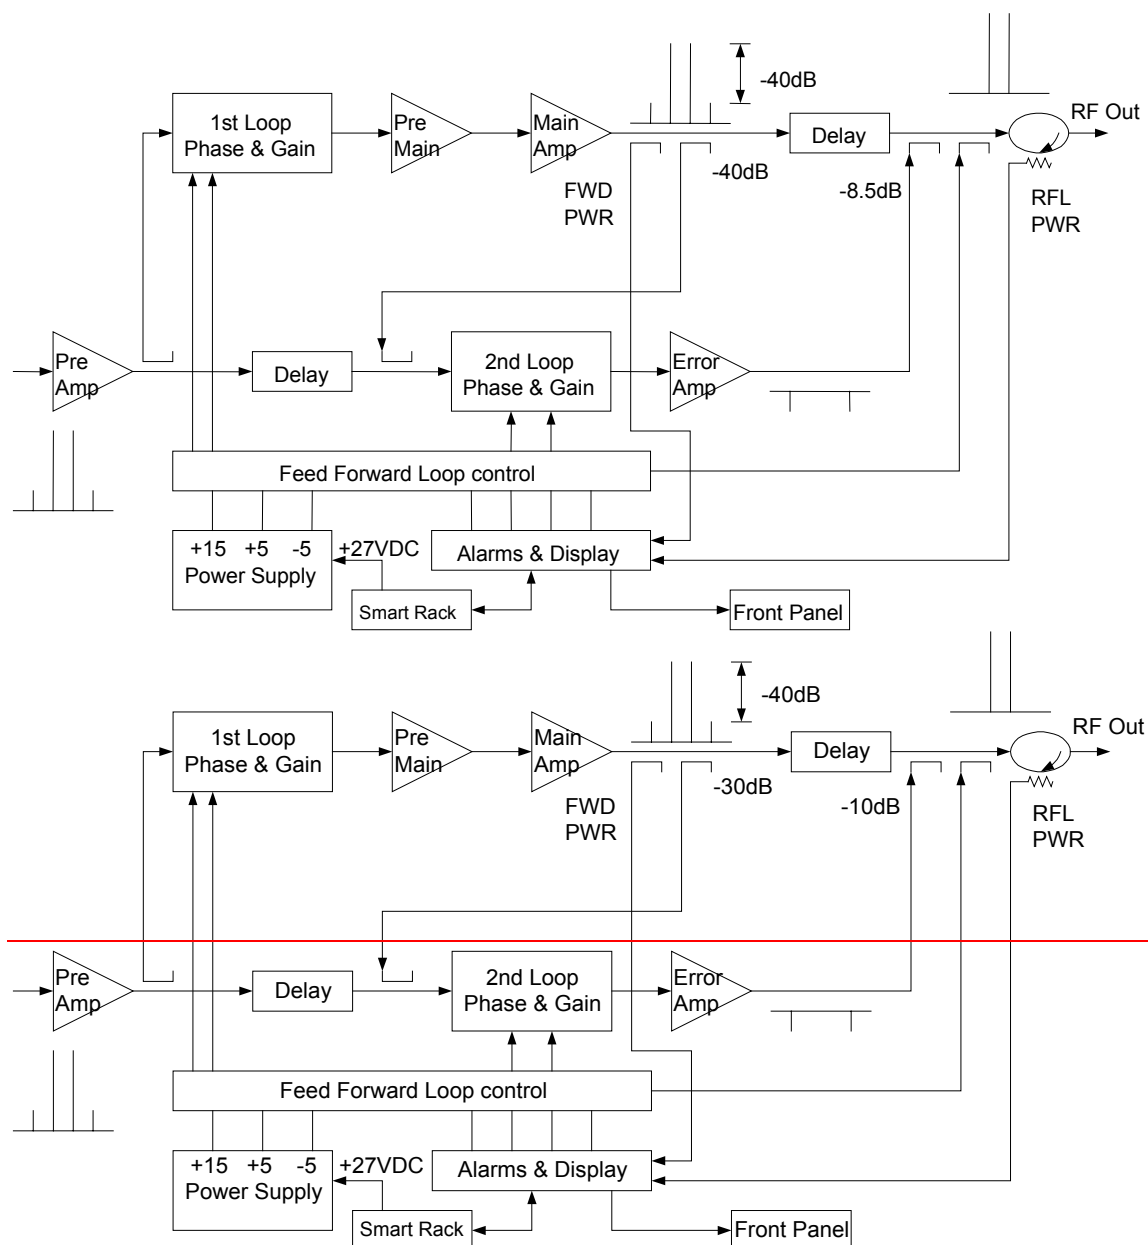 -40dB
1st Loop
Phase & Gain
Pre
Main
Main
Amp
Delay
RF Out
-40dB
-8.5dB
FWD
PWR
RFL
PWR
Pre
Amp
Delay
2nd Loop
Phase & Gain
Error
Amp
Feed Forward Loop control
+15 +5 -5
Power Supply
+27VDC
Alarms & Display
Smart Rack
Front Panel
-40dB
1st Loop
Phase & Gain
Pre
Main
Main
Amp
Delay
RF Out
-30dB
-10dB
FWD
PWR
RFL
PWR
Pre
Amp
Delay
2nd Loop
Phase & Gain
Error
Amp
Feed Forward Loop control
+15 +5 -5
Power Supply
+27VDC
Alarms & Display
Smart Rack
Front Panel